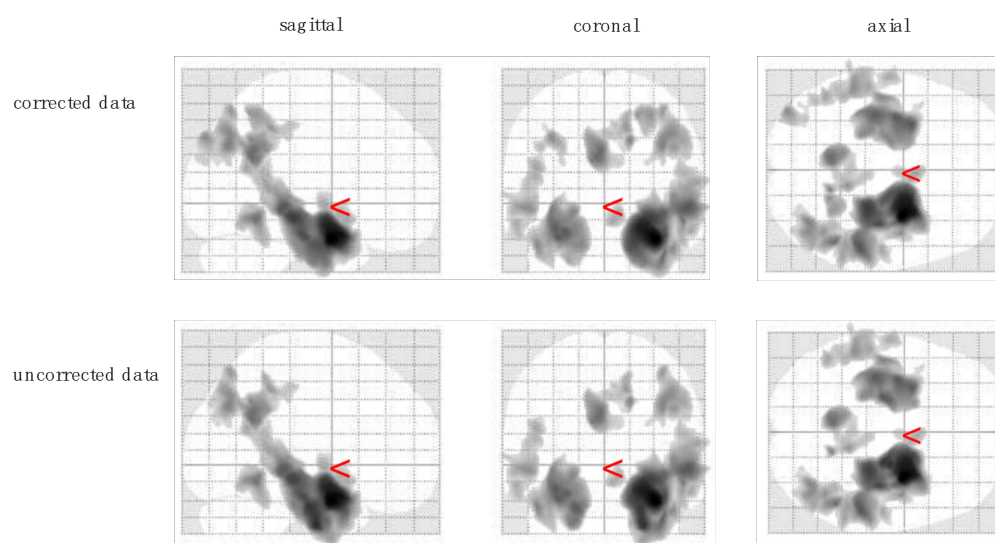 sagittal coronal axial
corrected data
uncorrected data